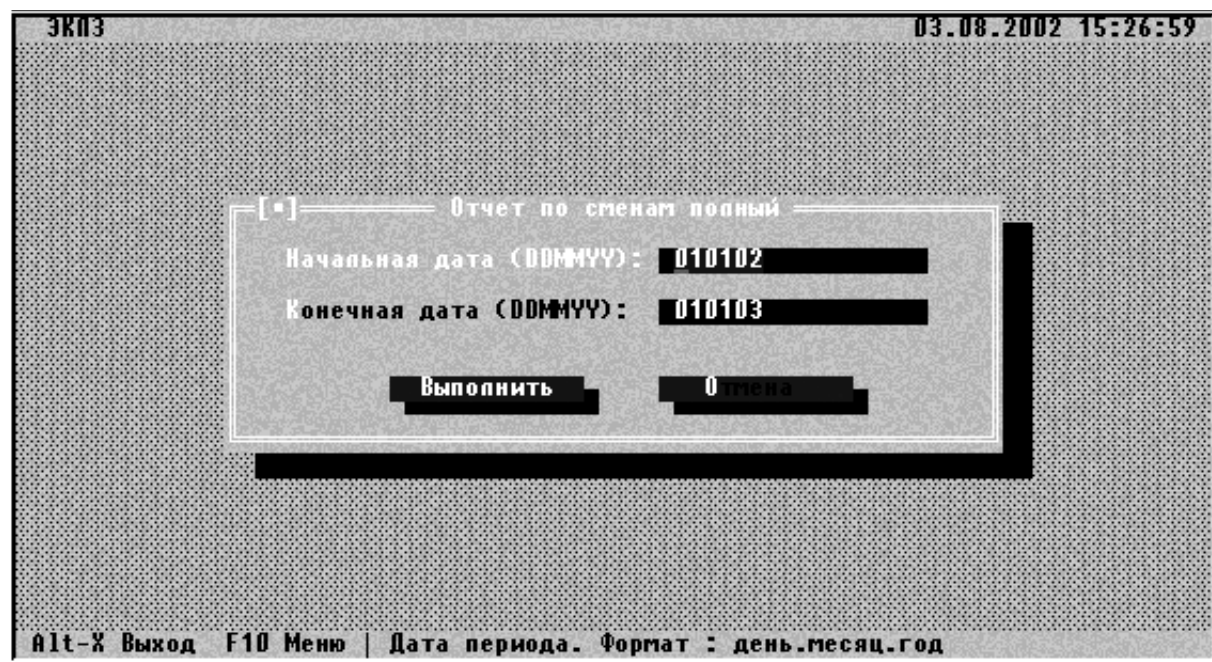 ЭКЛЗ 03.08.2002 15:26:59
[▪] Отчет по сменам полный
Начальная дата (DDMMYY): 010102
Конечная дата (DDMMYY): 010103
Выполнить Отмена
Alt-X Выход F10 Меню | Дата периода. Формат : день.месяц.год